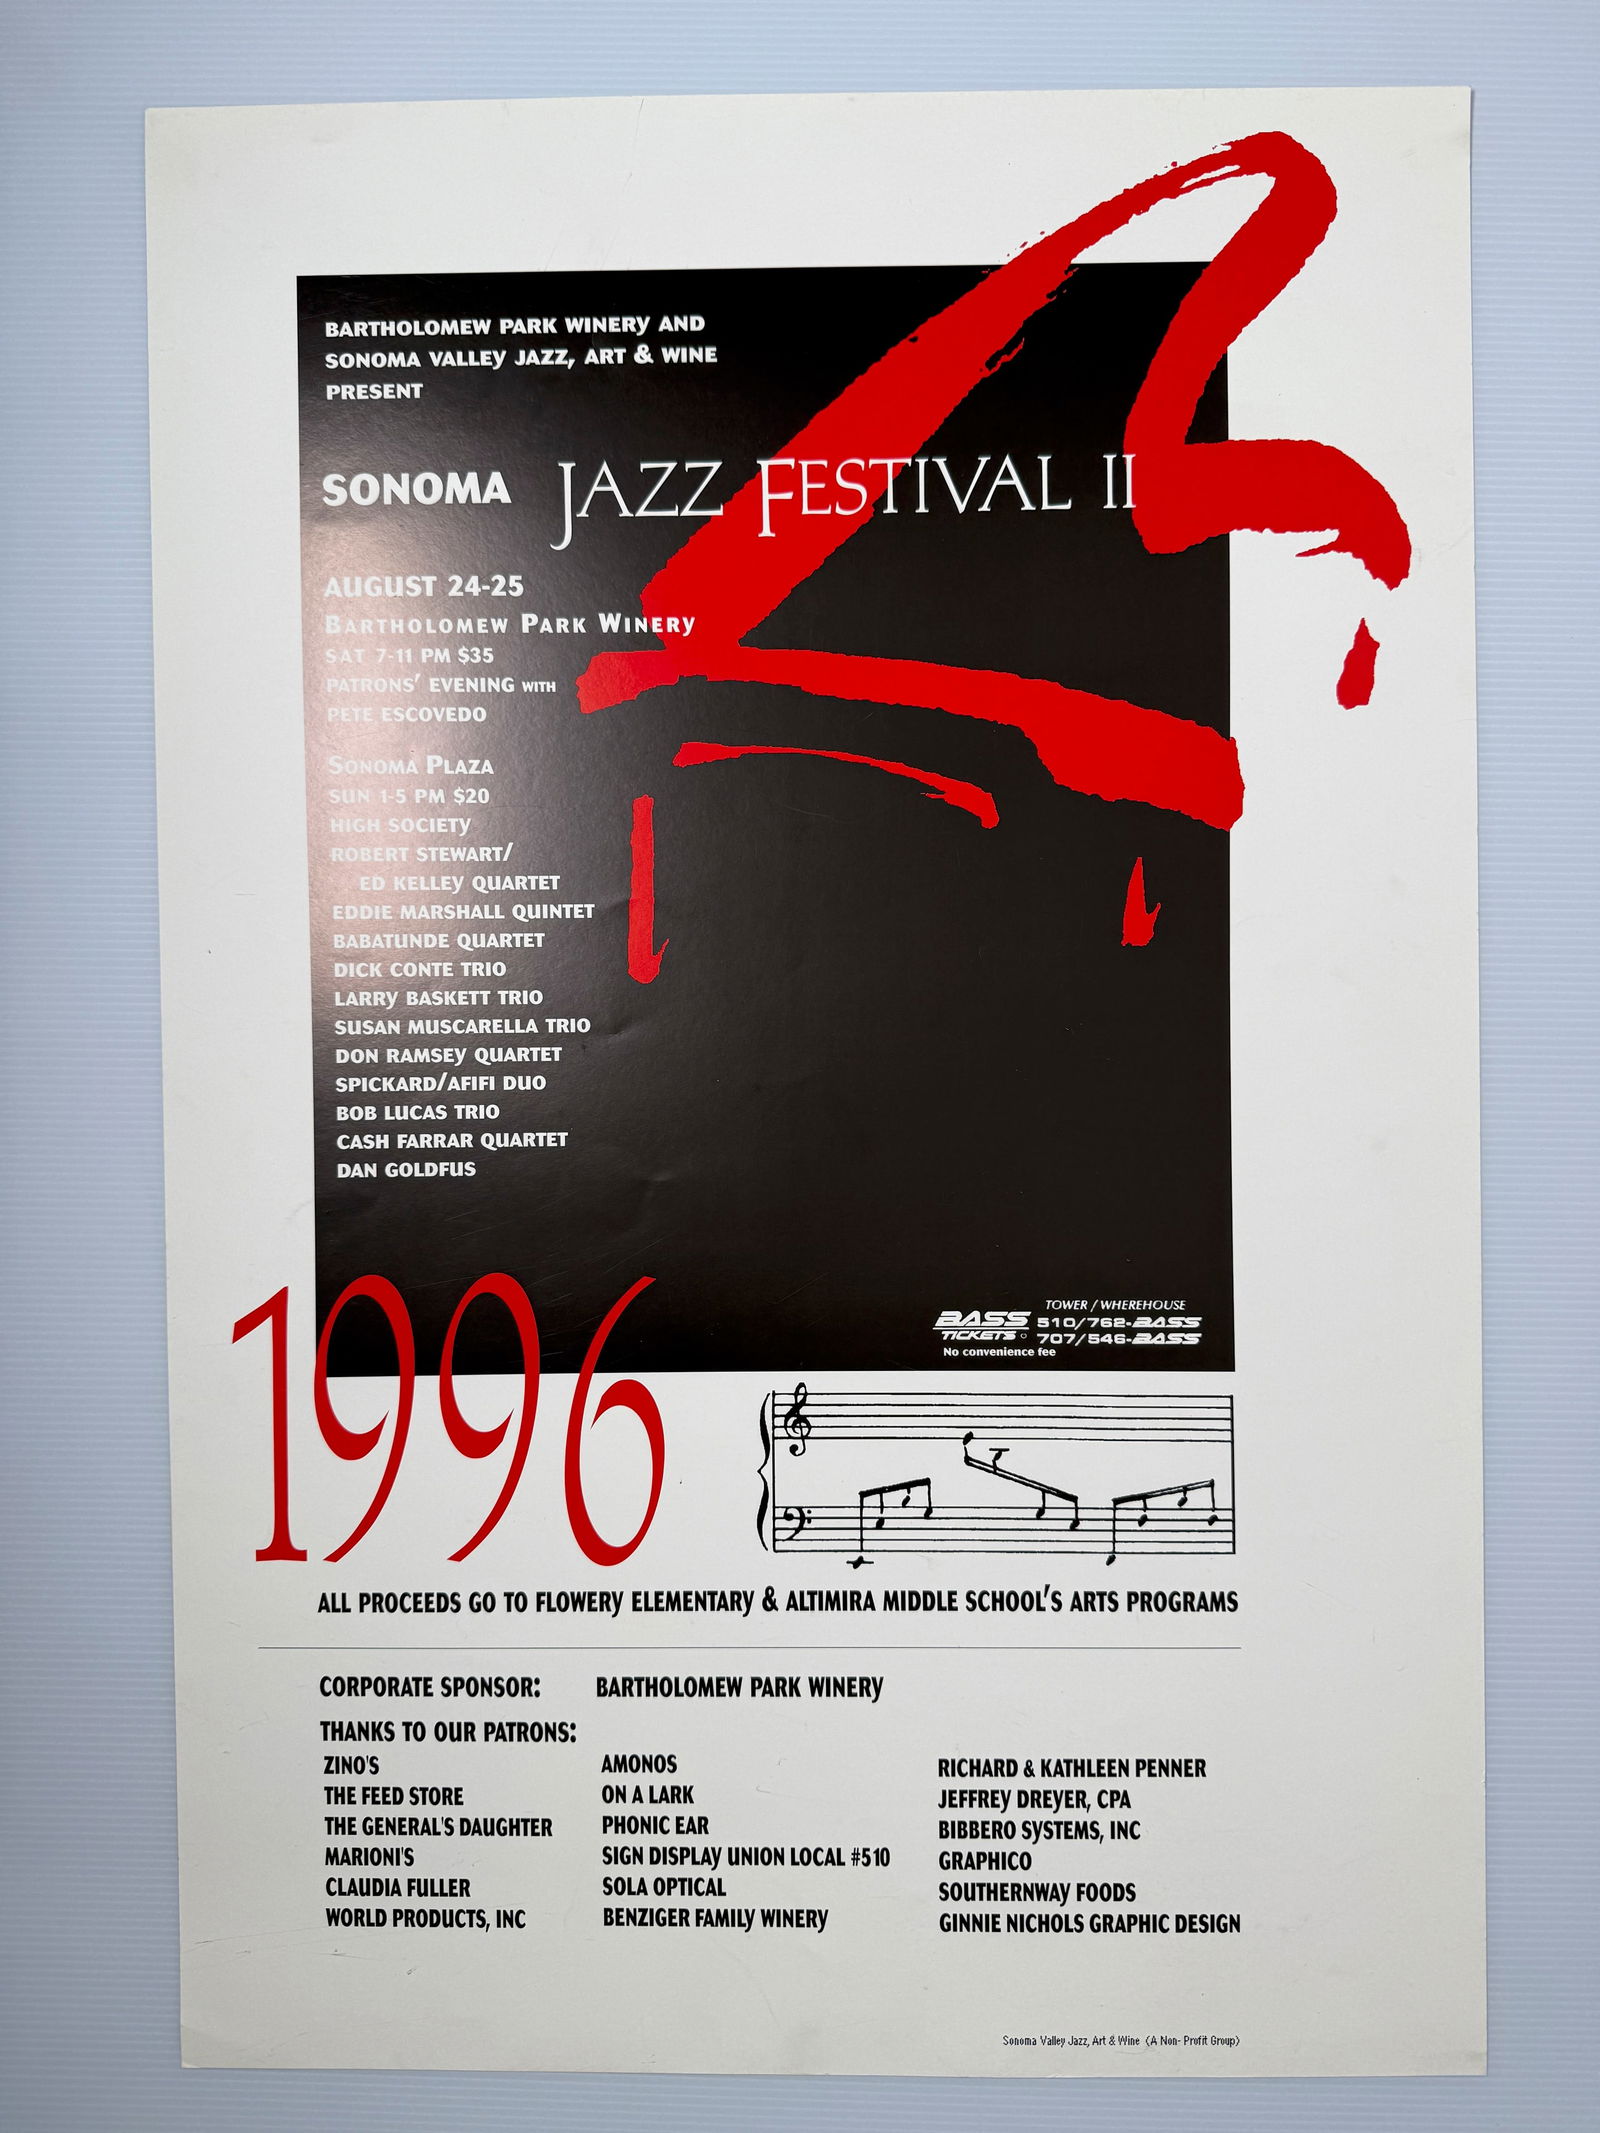 BARTHOLOMEW PARK WINERY AND
SONOMA VALLEY JAZZ, ART & WINE
PRESENT
SONOMA JAZZ FESTIVAL II
AUGUST 24-25
BARTHOLOMEW PARK WINERY
SAT 7-11 PM $35
PATRONS' EVENING WITH
PETE ESCOVEDO
SONOMA PLAZA
SUN 1-5 PM $20
HIGH SOCIETY
ROBERT STEWART/
ED KELLEY QUARTET
EDDIE MARSHALL QUINTET
BABATUNDE QUARTET
DICK CONTE TRIO
LARRY BASKETT TRIO
SUSAN MUSCARELLA TRIO
DON RAMSEY QUARTET
SPICKARD/AFIFI DUO
BOB LUCAS TRIO
CASH FARRAR QUARTET
DAN GOLDFUS
TOWER / WHEREHOUSE
BASS TICKETS
510/762-BASS
707/546-BASS
No convenience fee
1996
ALL PROCEEDS GO TO FLOWERY ELEMENTARY & ALTIMIRA MIDDLE SCHOOL'S ARTS PROGRAMS
CORPORATE SPONSOR: BARTHOLOMEW PARK WINERY
THANKS TO OUR PATRONS:
ZINO'S
THE FEED STORE
THE GENERAL'S DAUGHTER
MARIONI'S
CLAUDIA FULLER
WORLD PRODUCTS, INC
AMONOS
ON A LARK
PHONIC EAR
SIGN DISPLAY UNION LOCAL #510
SOLA OPTICAL
BENZIGER FAMILY WINERY
RICHARD & KATHLEEN PENNER
JEFFREY DREYER, CPA
BIBBERO SYSTEMS, INC
GRAPHICO
SOUTHERNWAY FOODS
GINNIE NICHOLS GRAPHIC DESIGN
Sonoma Valley Jazz, Art & Wine (A Non- Profit Group)